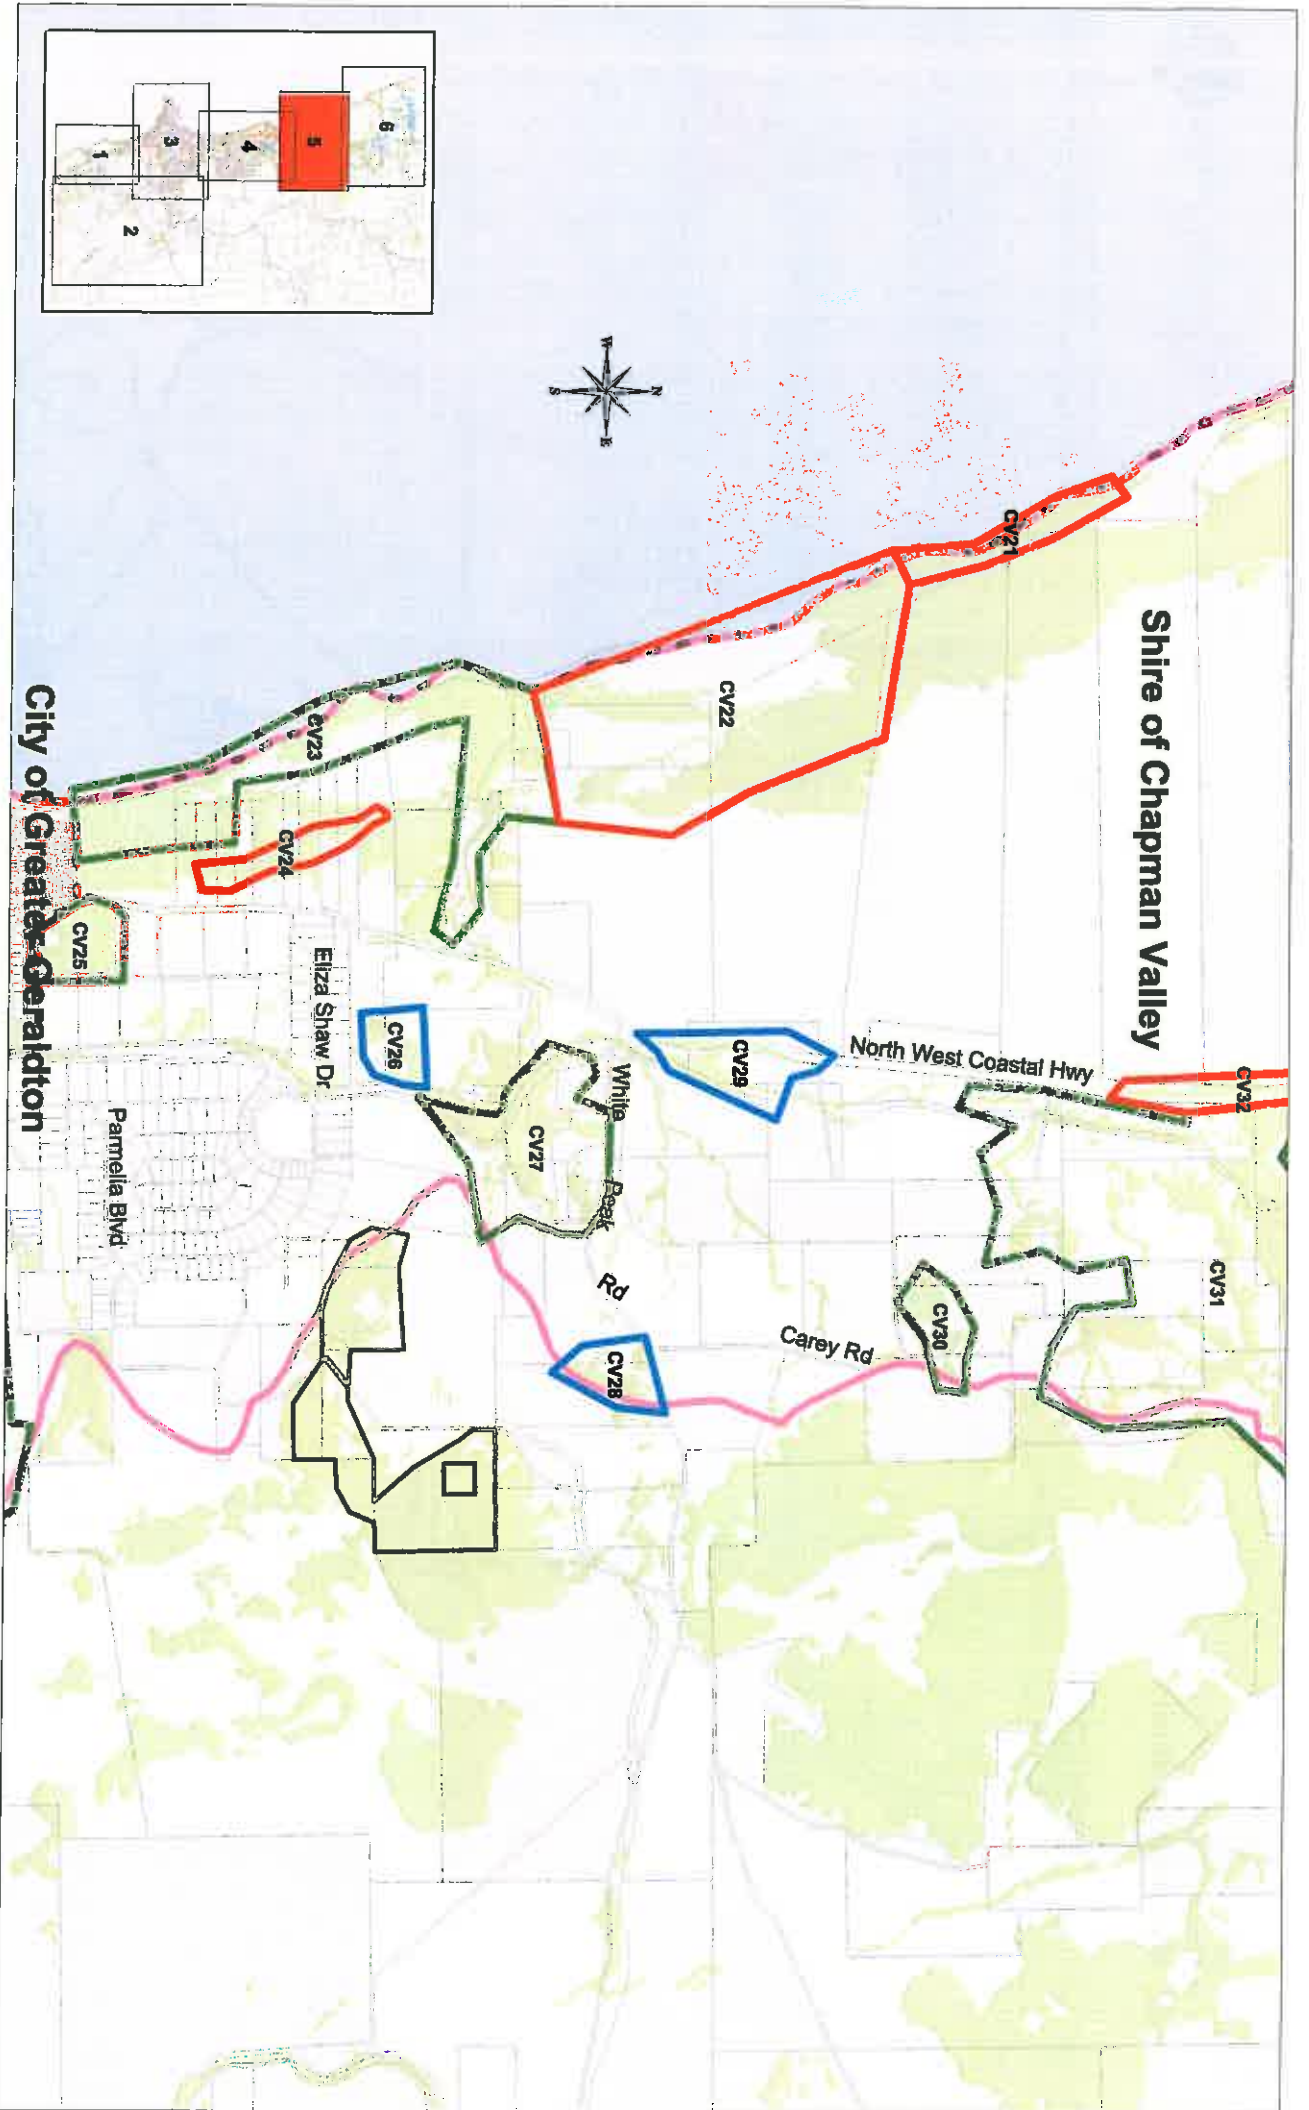 Shire of Chapman Valley
City of Greater Geraldton
CV21
CV22
CV23
CV24
CV25
CV26
CV27
CV28
CV29
CV30
CV31
CV32
North West Coastal Hwy
Carey Rd
White Peak Rd
Eliza Shaw Dr
Parmelia Blvd
N
E
S
W
1
2
3
4
5
6